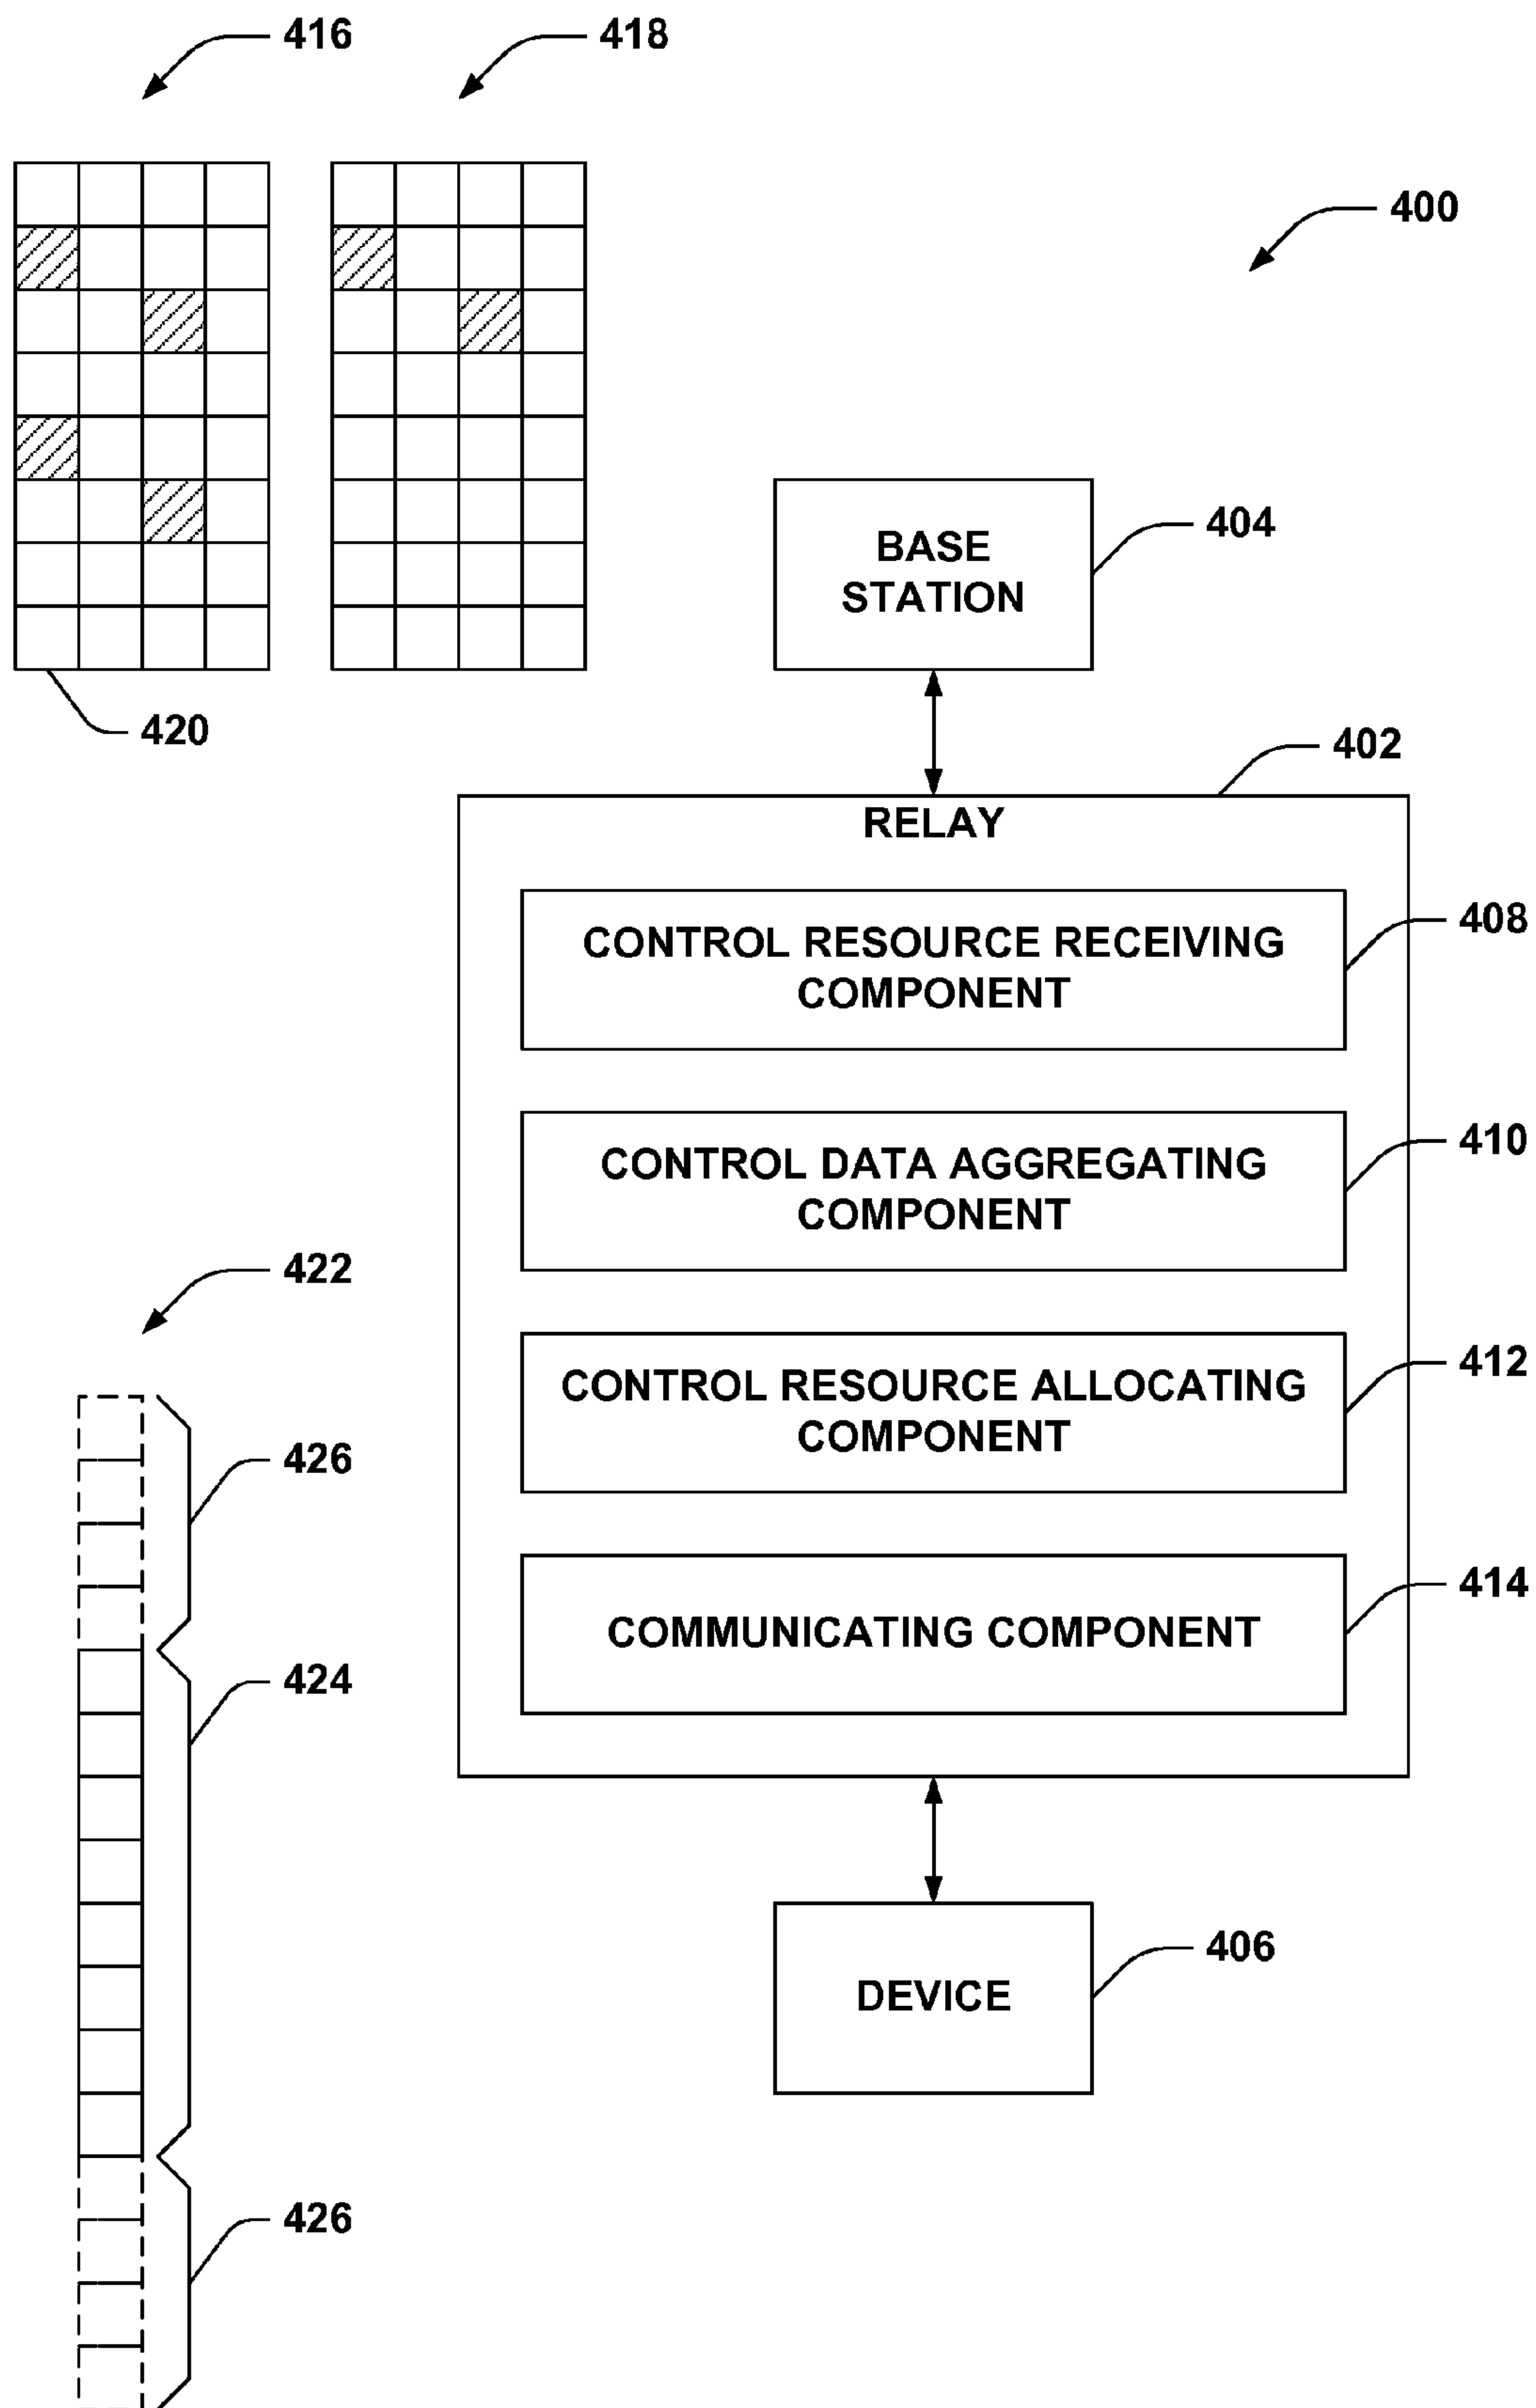 416
418
400
BASE
STATION
404
420
402
RELAY
CONTROL RESOURCE RECEIVING
COMPONENT
408
CONTROL DATA AGGREGATING
COMPONENT
410
422
CONTROL RESOURCE ALLOCATING
COMPONENT
412
426
COMMUNICATING COMPONENT
414
424
DEVICE
406
426